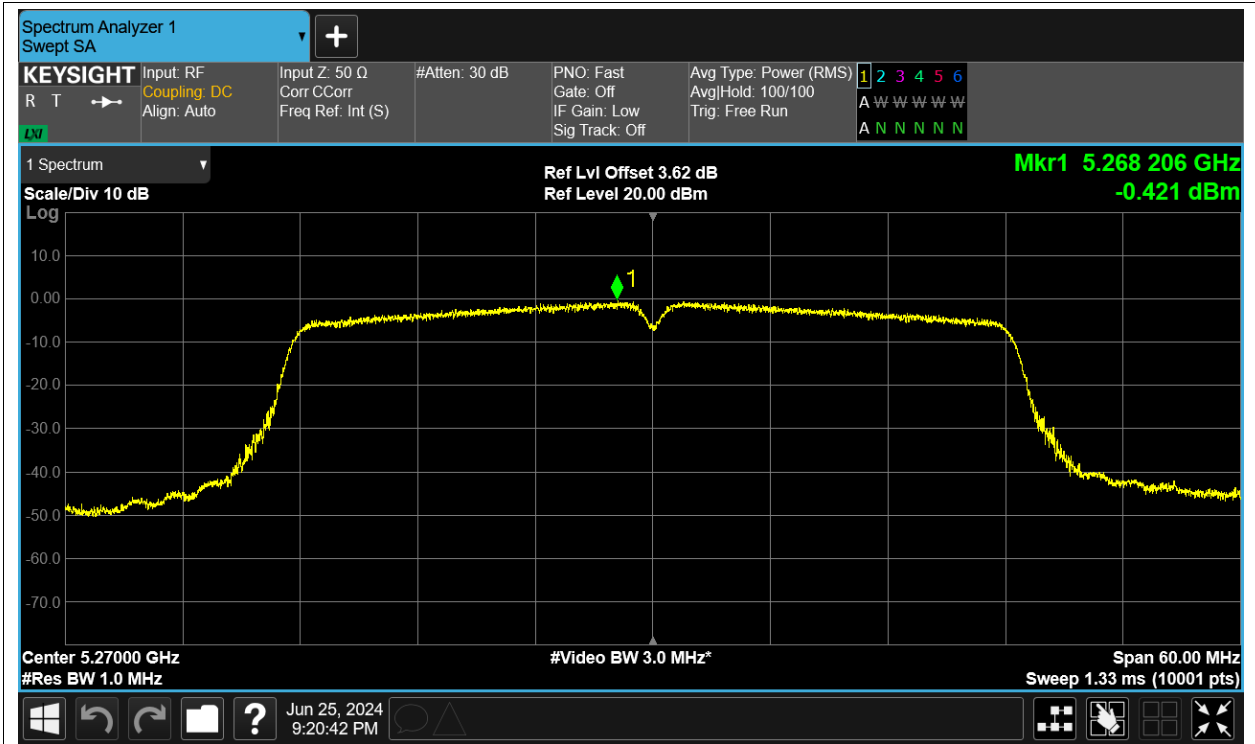 Spectrum Analyzer 1
Swept SA
+
KEYSIGHT
R T
LXI
Input: RF
Coupling: DC
Align: Auto
Input Z: 50 Ω
Corr CCorr
Freq Ref: Int (S)
#Atten: 30 dB
PNO: Fast
Gate: Off
IF Gain: Low
Sig Track: Off
Avg Type: Power (RMS)
Avg|Hold: 100/100
Trig: Free Run
1 2 3 4 5 6
A W W W W W
A N N N N N
1 Spectrum
Scale/Div 10 dB
Log
Ref Lvl Offset 3.62 dB
Ref Level 20.00 dBm
Mkr1 5.268 206 GHz
-0.421 dBm
1
10.0
0.00
-10.0
-20.0
-30.0
-40.0
-50.0
-60.0
-70.0
Center 5.27000 GHz
#Res BW 1.0 MHz
#Video BW 3.0 MHz*
Span 60.00 MHz
Sweep 1.33 ms (10001 pts)
?
Jun 25, 2024
9:20:42 PM